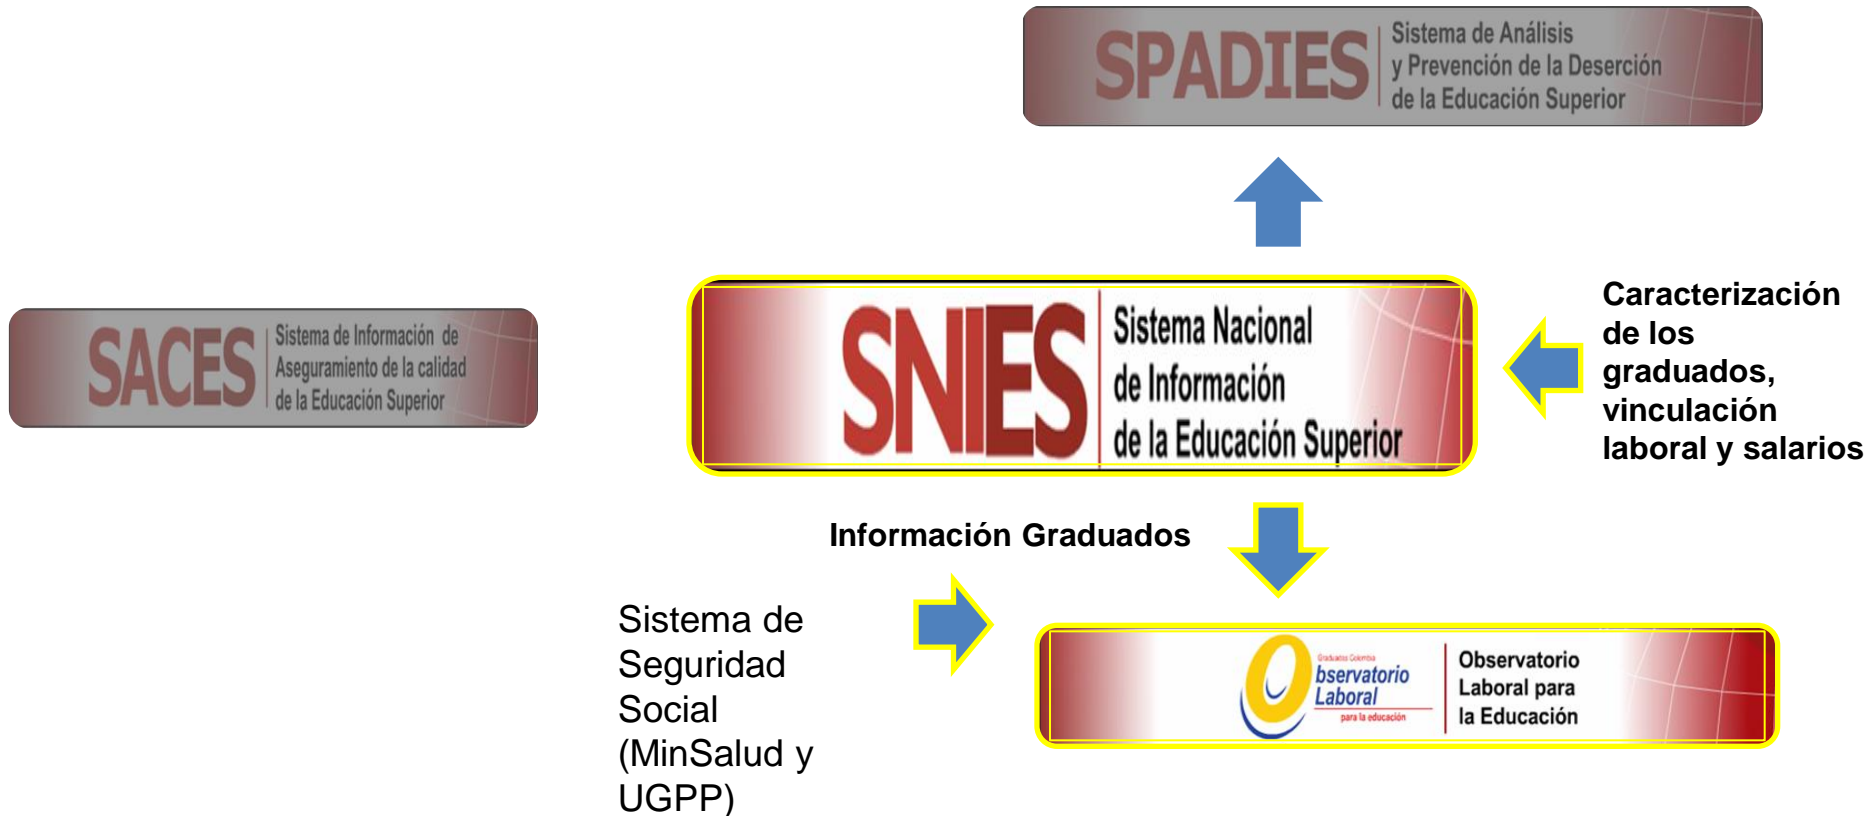 SPADIES
Sistema de Análisis
y Prevención de la Deserción
de la Educación Superior
SACES
Sistema de Información de
Aseguramiento de la calidad
de la Educación Superior
SNIES
Sistema Nacional
de Información
de la Educación Superior
Caracterización
de los
graduados,
vinculación
laboral y salarios
Información Graduados
Sistema de
Seguridad
Social
(MinSalud y
UGPP)
Graduados Colombia
Observatorio
Laboral
para la educación
Observatorio
Laboral para
la Educación